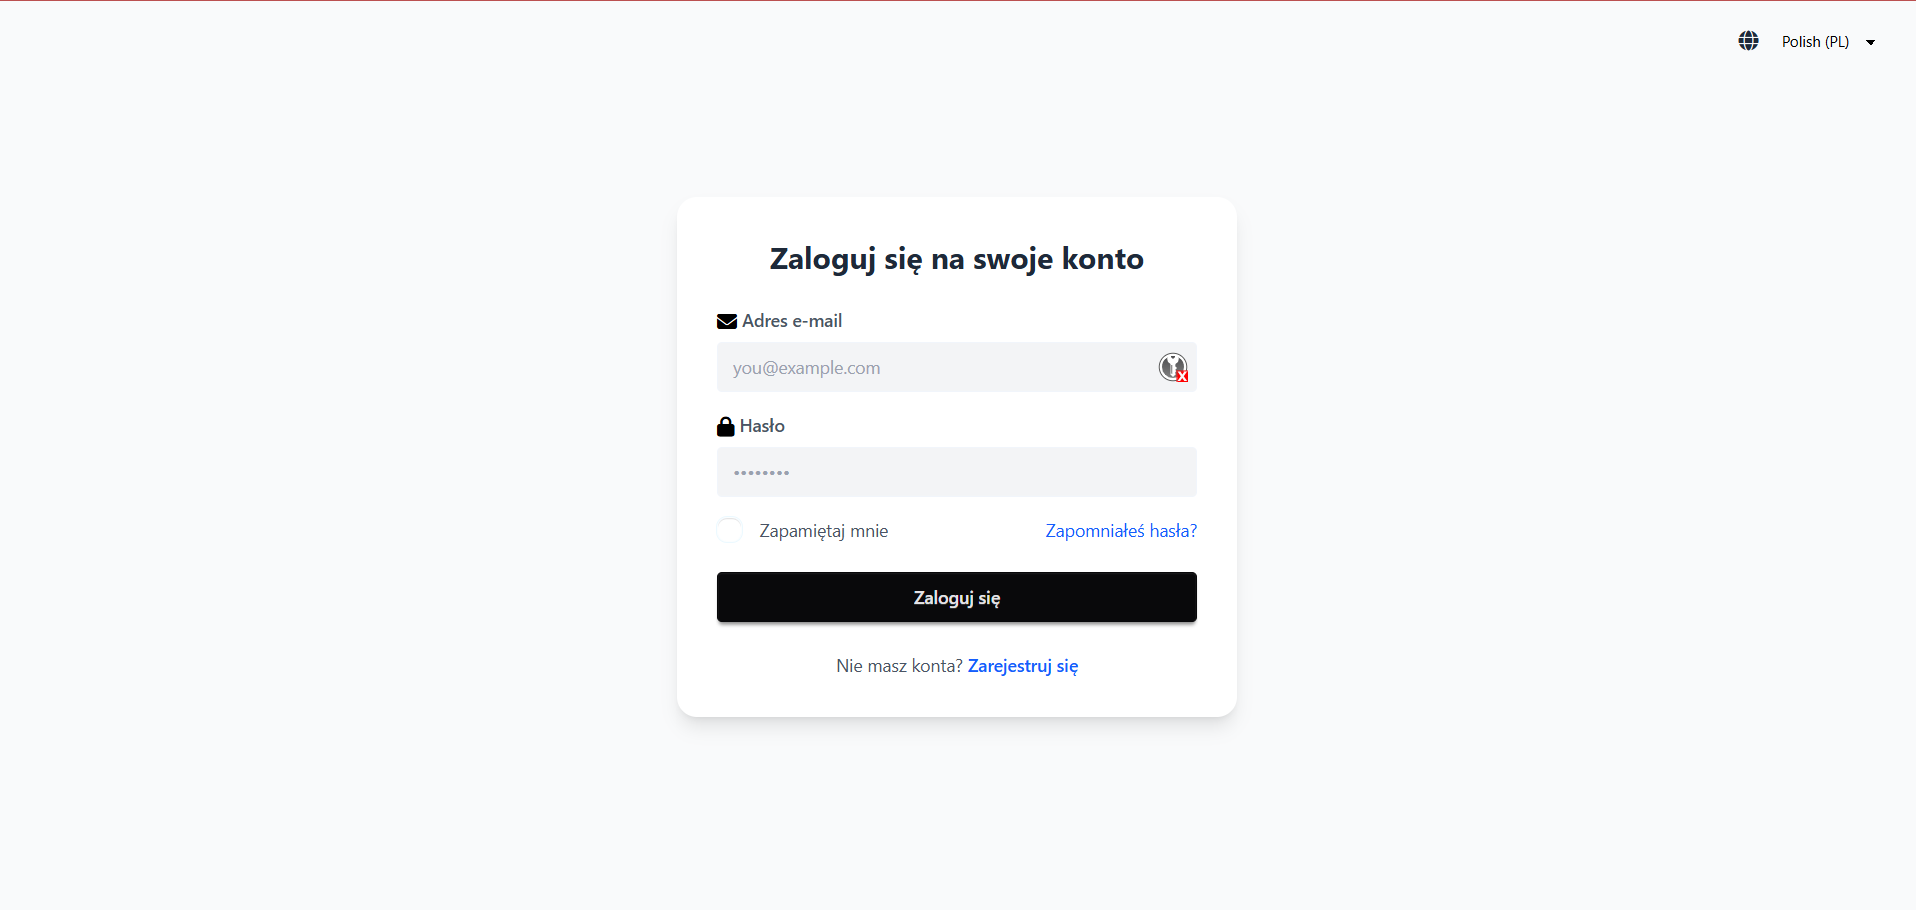 Polish (PL)
Zaloguj się na swoje konto
Adres e-mail
you@example.com
Hasło
••••••••
Zapamiętaj mnie
Zapomniałeś hasła?
Zaloguj się
Nie masz konta? Zarejestruj się